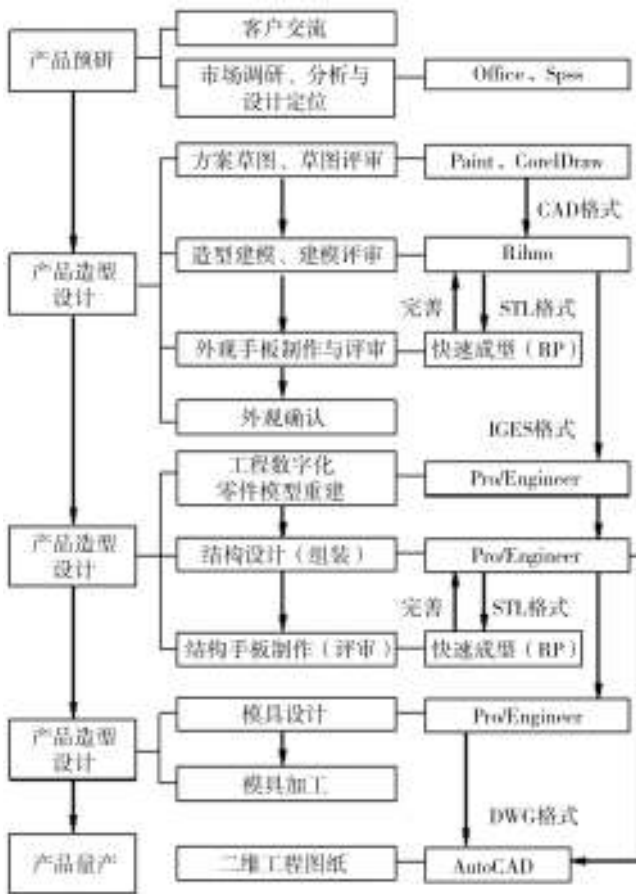 客户交流
产品预研
市场调研、分析与
设计定位
Office、Spss
方案草图、草图评审
Paint、CorelDraw
CAD格式
造型建模、建模评审
Rihno
产品造型
设计
完善
STL格式
外观手板制作与评审
快速成型（RP）
外观确认
IGES格式
工程数字化
零件模型重建
Pro/Engineer
产品造型
设计
结构设计（组装）
Pro/Engineer
完善
STL格式
结构手板制作（评审）
快速成型（RP）
模具设计
Pro/Engineer
产品造型
设计
模具加工
DWG格式
产品量产
二维工程图纸
AutoCAD